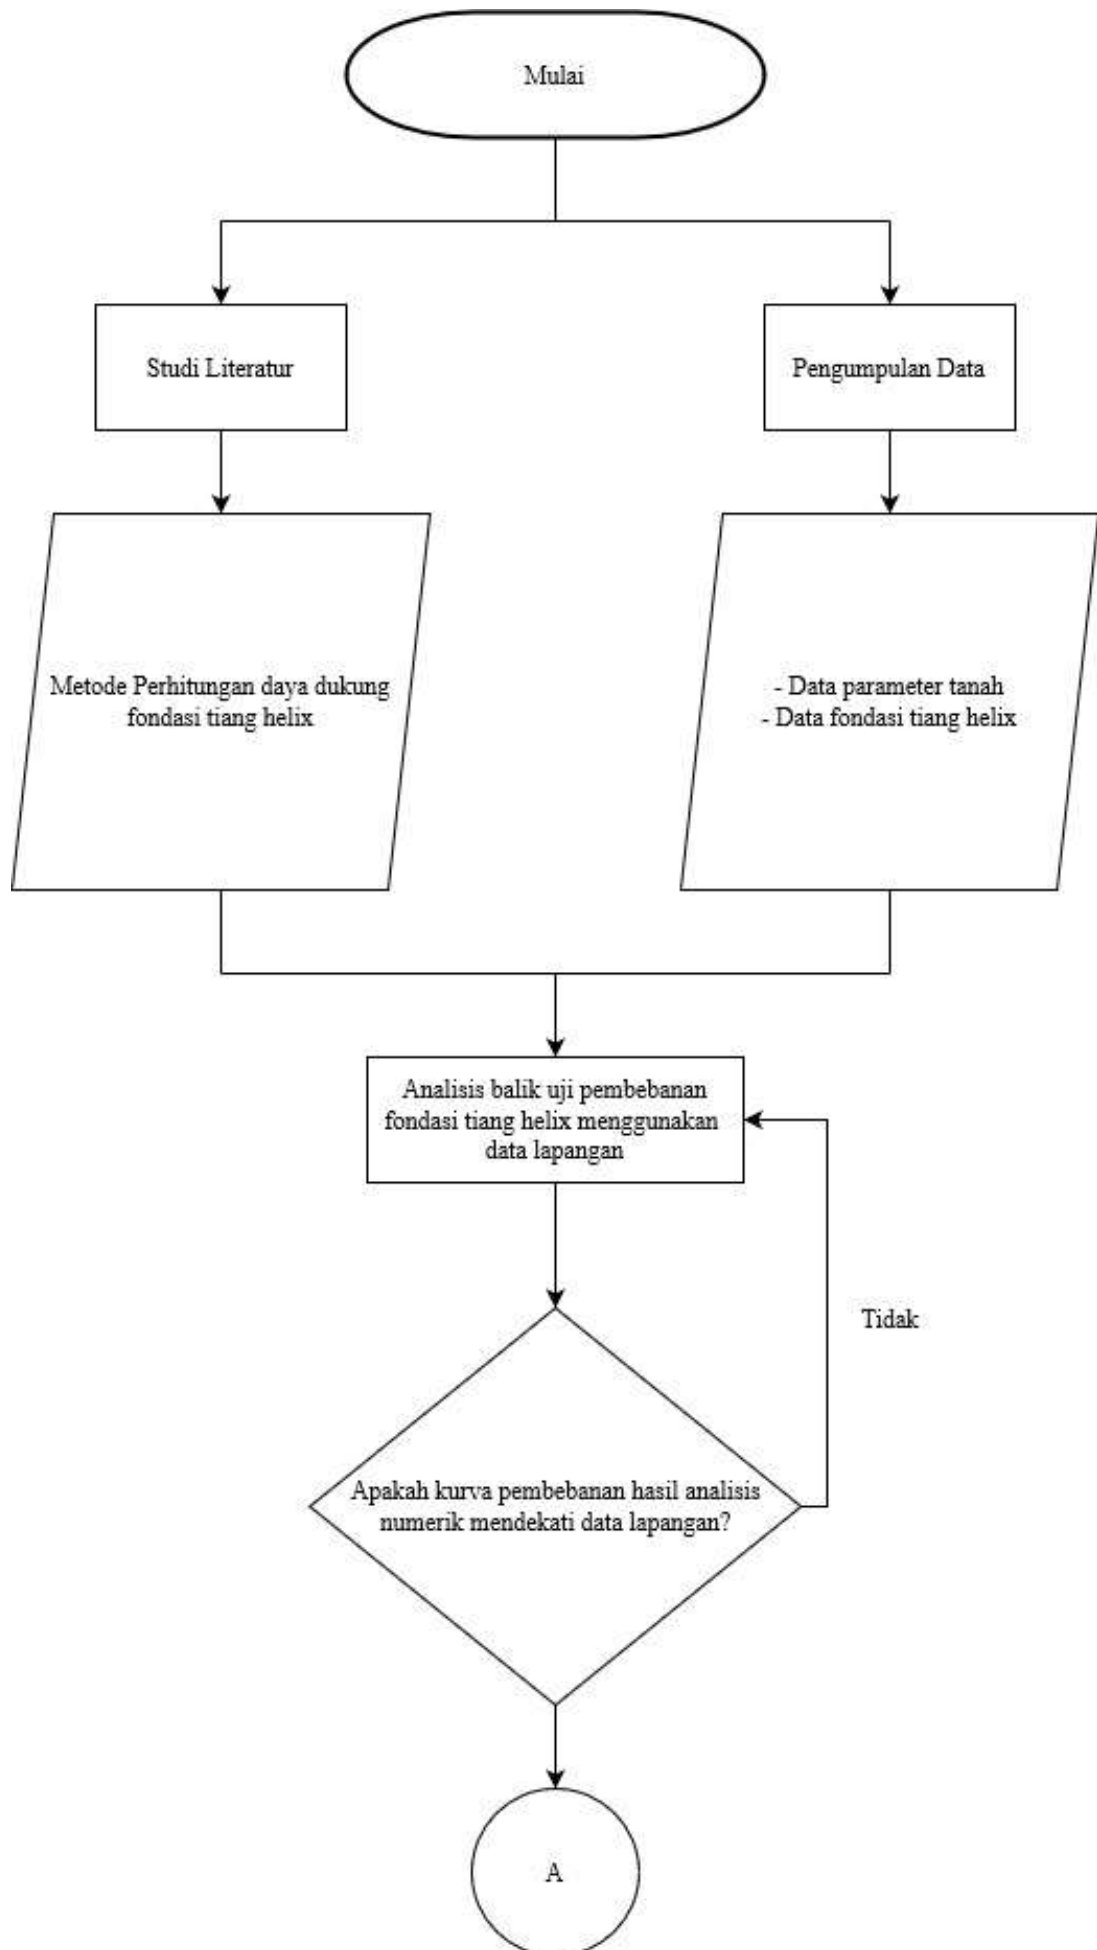 Mulai
Studi Literatur
Pengumpulan Data
Metode Perhitungan daya dukung
fondasi tiang helix
- Data parameter tanah
- Data fondasi tiang helix
Analisis balik uji pembebanan
fondasi tiang helix menggunakan
data lapangan
Tidak
Apakah kurva pembebanan hasil analisis
numerik mendekati data lapangan?
A